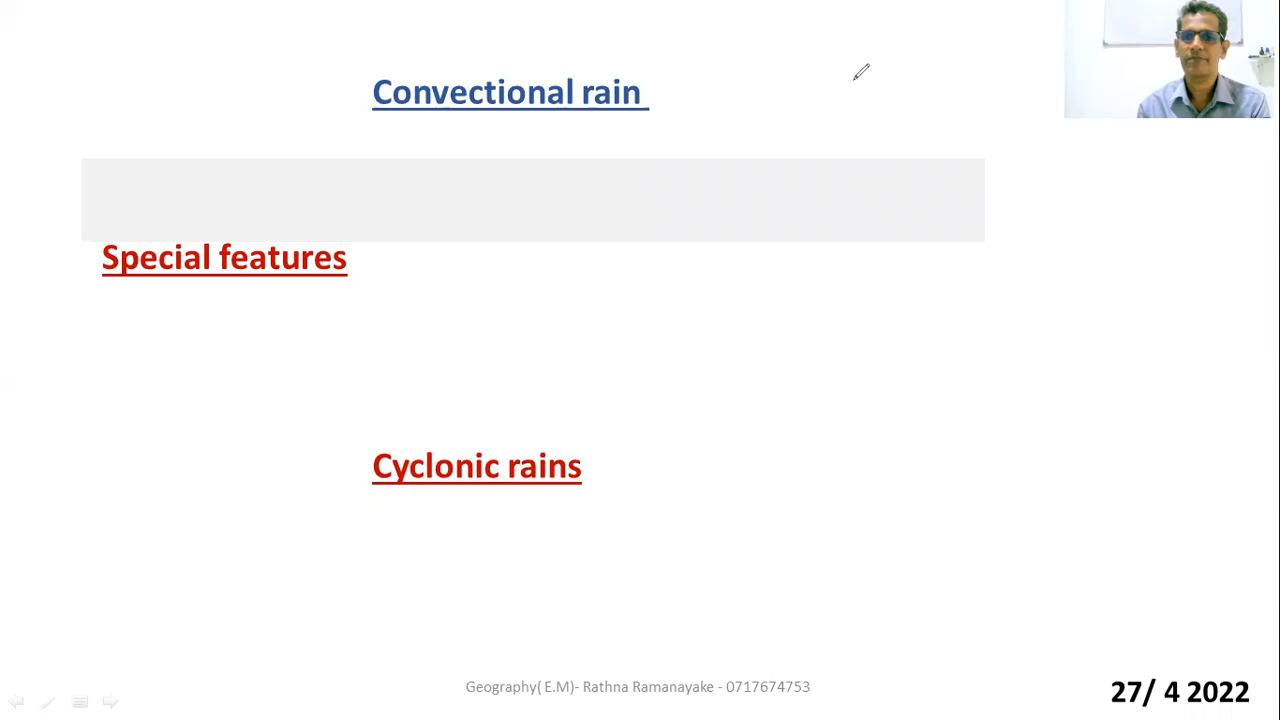 Convectional rain
Special features
Cyclonic rains
Geography( E.M)- Rathna Ramanayake - 0717674753
27/ 4 2022